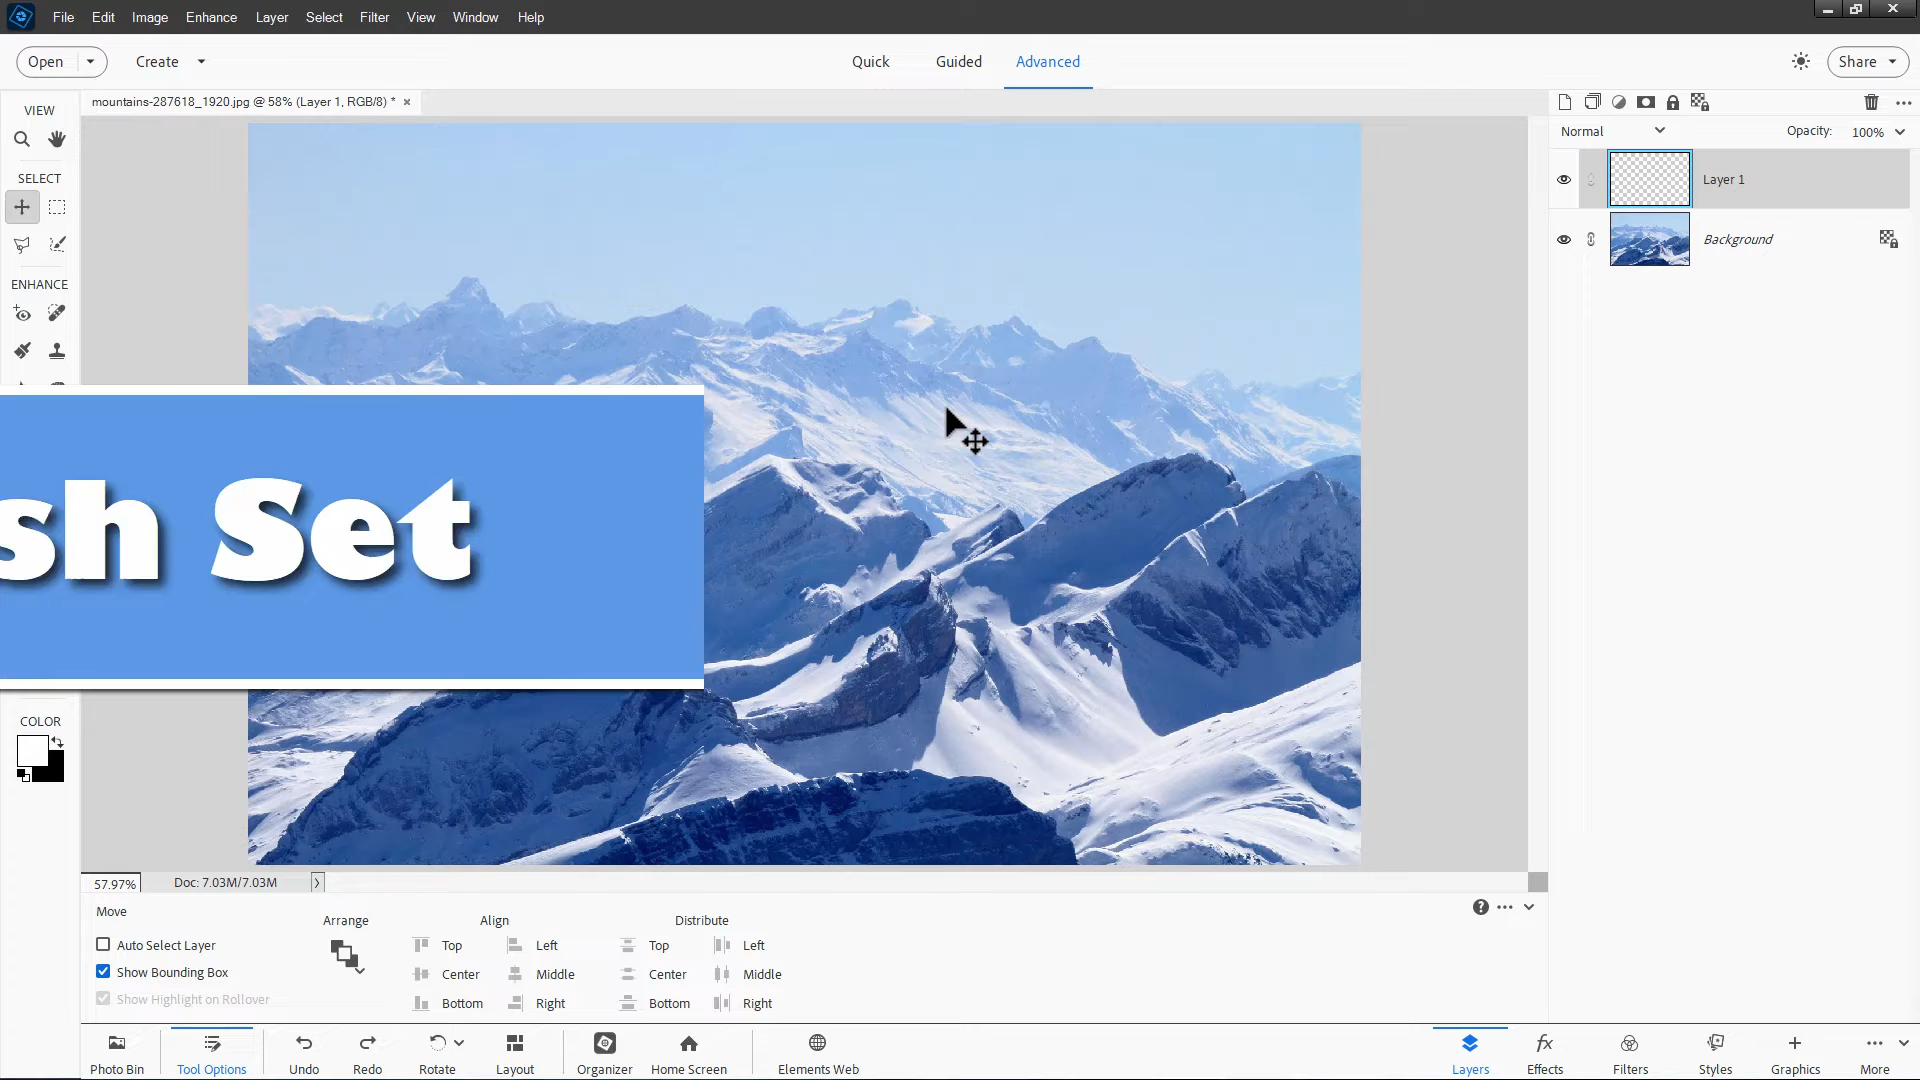 File Edit Image Enhance Layer Select Filter View Window Help
Open Create Quick Guided Advanced Share
mountains-287618_1920.jpg @ 58% (Layer 1, RGB/8) *
VIEW
SELECT
ENHANCE
COLOR
sh Set
Normal Opacity: 100%
Layer 1
Background
57.97% Doc: 7.03M/7.03M
Move
Auto Select Layer
Show Bounding Box
Show Highlight on Rollover
Arrange Align Distribute
Top Left Top Left
Center Middle Center Middle
Bottom Right Bottom Right
Photo Bin Tool Options Undo Redo Rotate Layout Organizer Home Screen Elements Web Layers Effects Filters Styles Graphics More